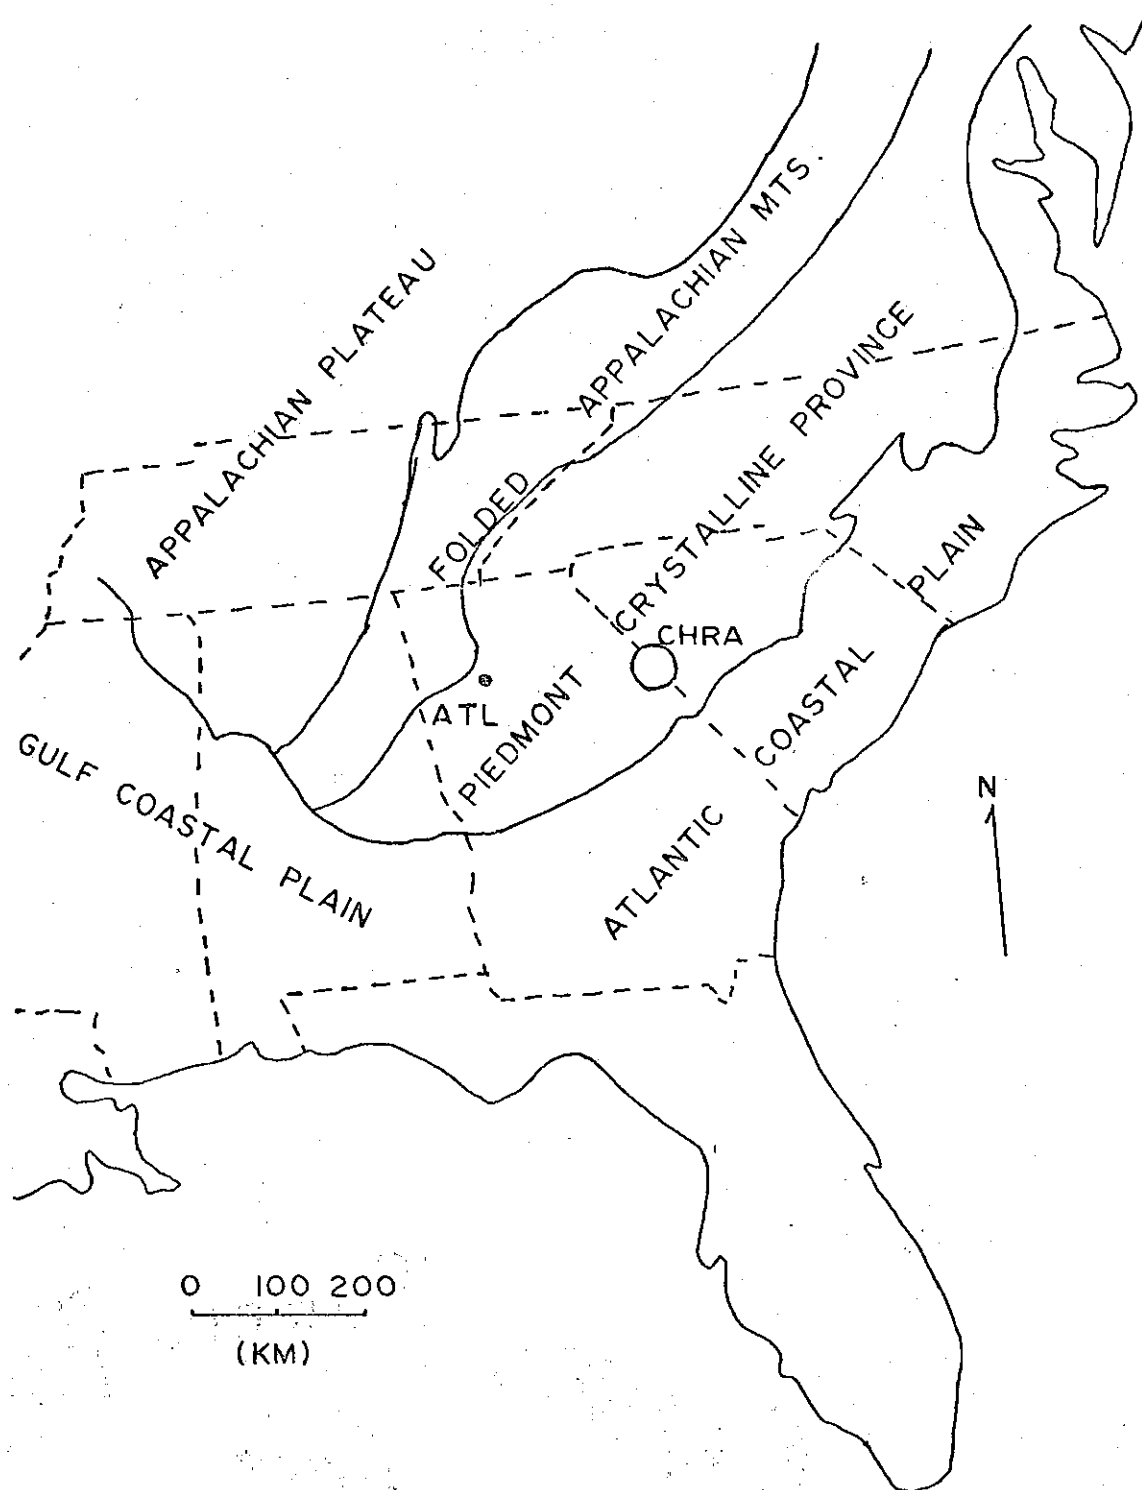 APPALACHIAN PLATEAU
FOLDED APPALACHIAN MTS.
PIEDMONT CRYSTALLINE PROVINCE
CHRA
ATL
GULF COASTAL PLAIN
ATLANTIC COASTAL PLAIN
N
0 100 200
(KM)